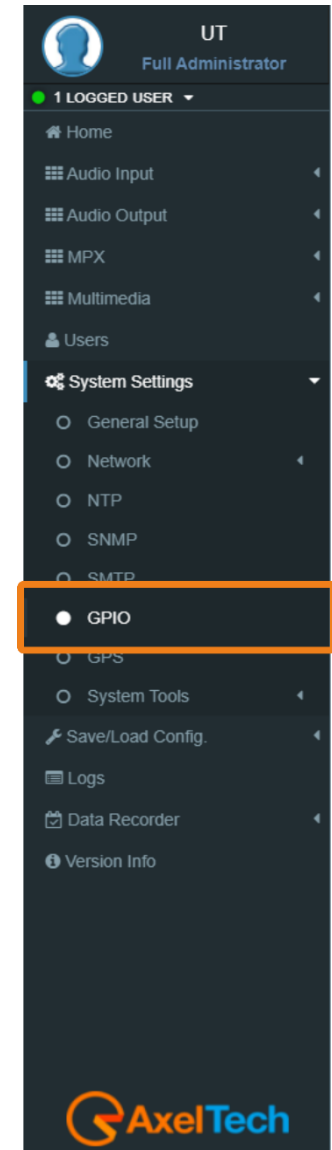 UT
Full Administrator
1 LOGGED USER
Home
Audio Input
Audio Output
MPX
Multimedia
Users
System Settings
General Setup
Network
NTP
SNMP
SMTP
GPIO
GPS
System Tools
Save/Load Config.
Logs
Data Recorder
Version Info
AxelTech